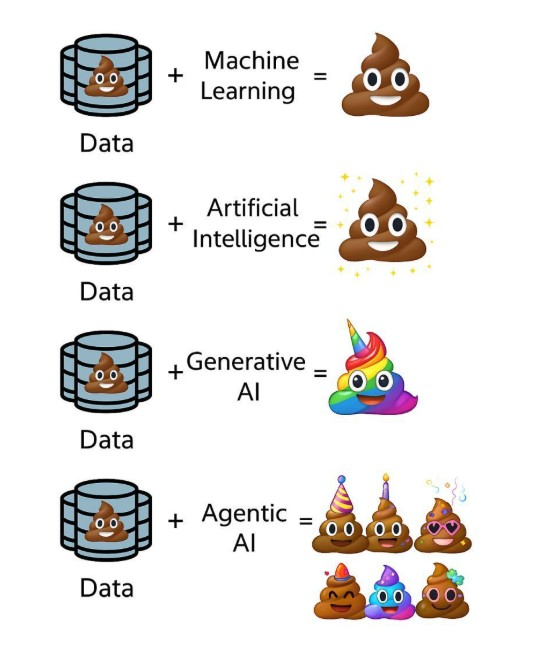 + Machine Learning =
Data
+ Artificial Intelligence =
Data
+ Generative AI =
Data
+ Agentic AI =
Data